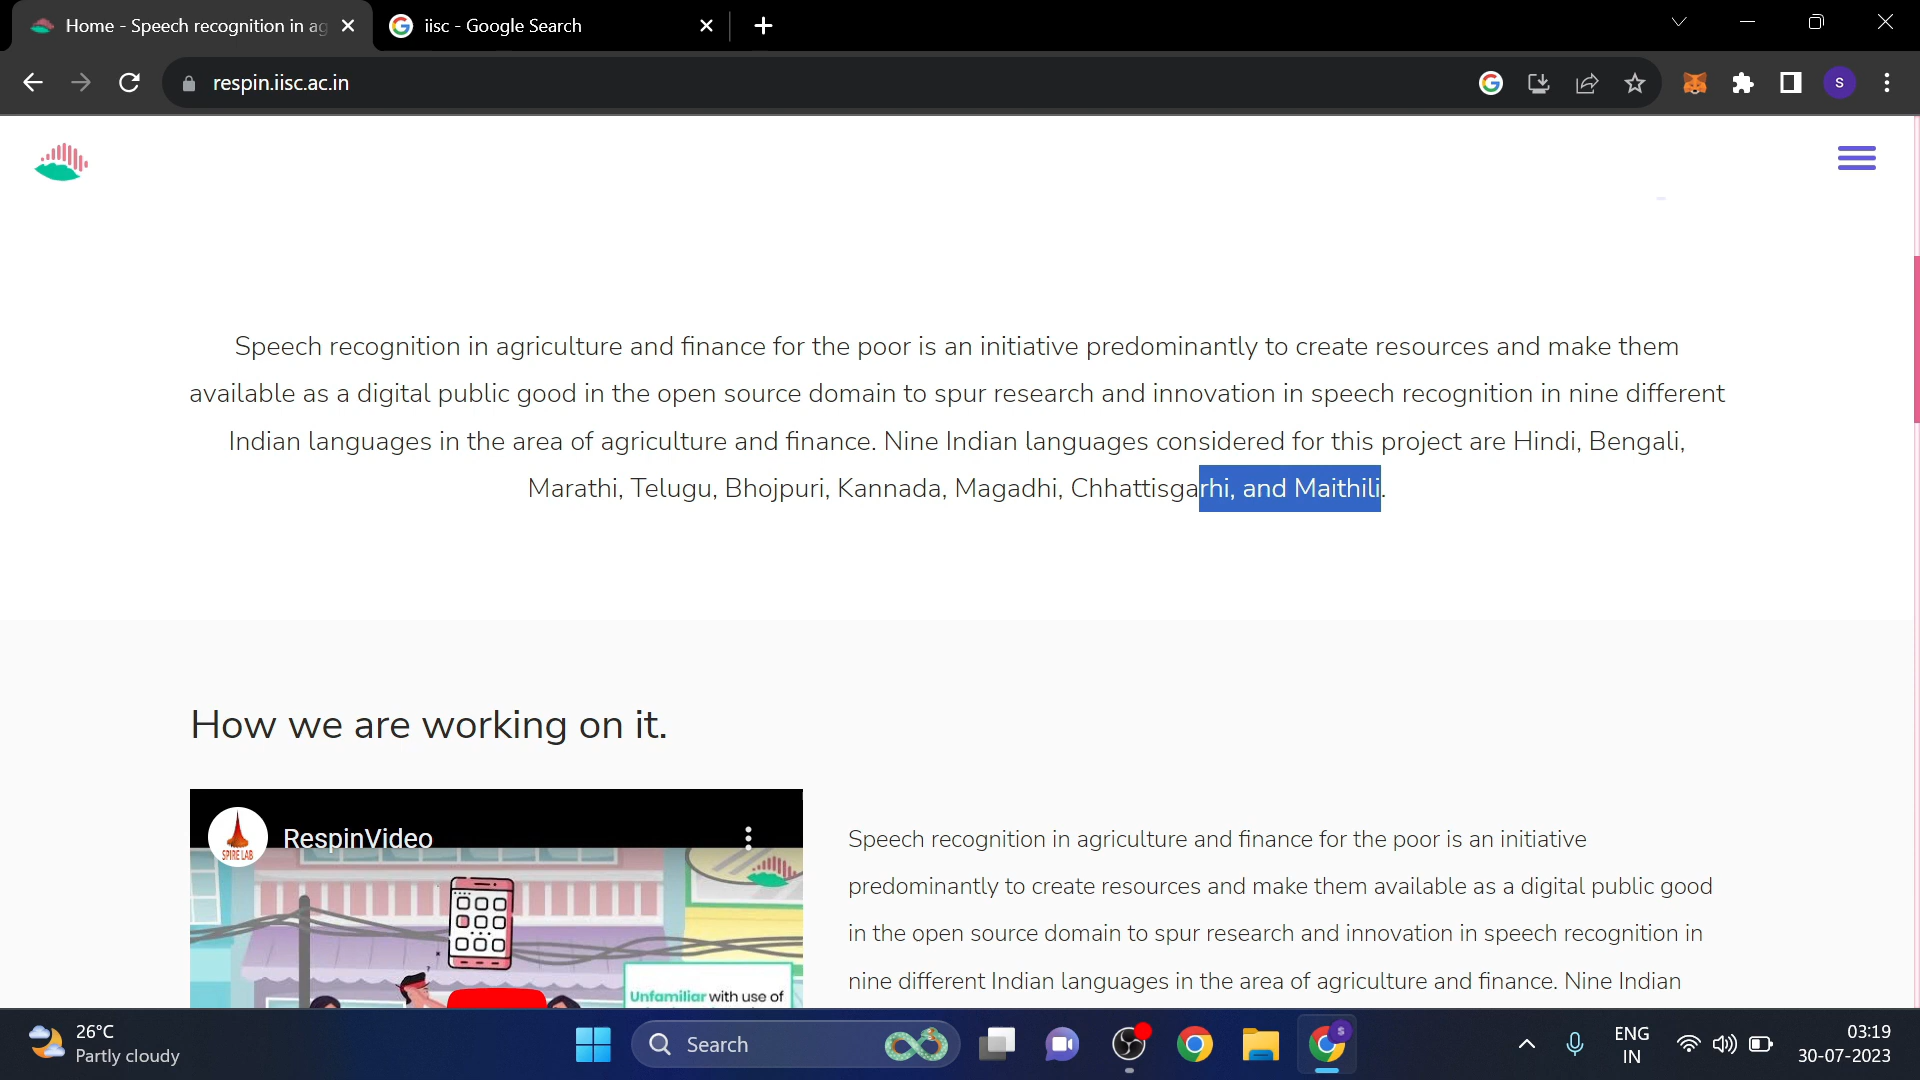 Home - Speech recognition in ag
iisc - Google Search
respin.iisc.ac.in
S
Speech recognition in agriculture and finance for the poor is an initiative predominantly to create resources and make them
available as a digital public good in the open source domain to spur research and innovation in speech recognition in nine different
Indian languages in the area of agriculture and finance. Nine Indian languages considered for this project are Hindi, Bengali,
Marathi, Telugu, Bhojpuri, Kannada, Magadhi, Chhattisgarhi, and Maithili.
How we are working on it.
SPIRE LAB
RespinVideo
Unfamiliar with use of
Speech recognition in agriculture and finance for the poor is an initiative
predominantly to create resources and make them available as a digital public good
in the open source domain to spur research and innovation in speech recognition in
nine different Indian languages in the area of agriculture and finance. Nine Indian
26°C
Partly cloudy
Search
S
ENG
IN
03:19
30-07-2023